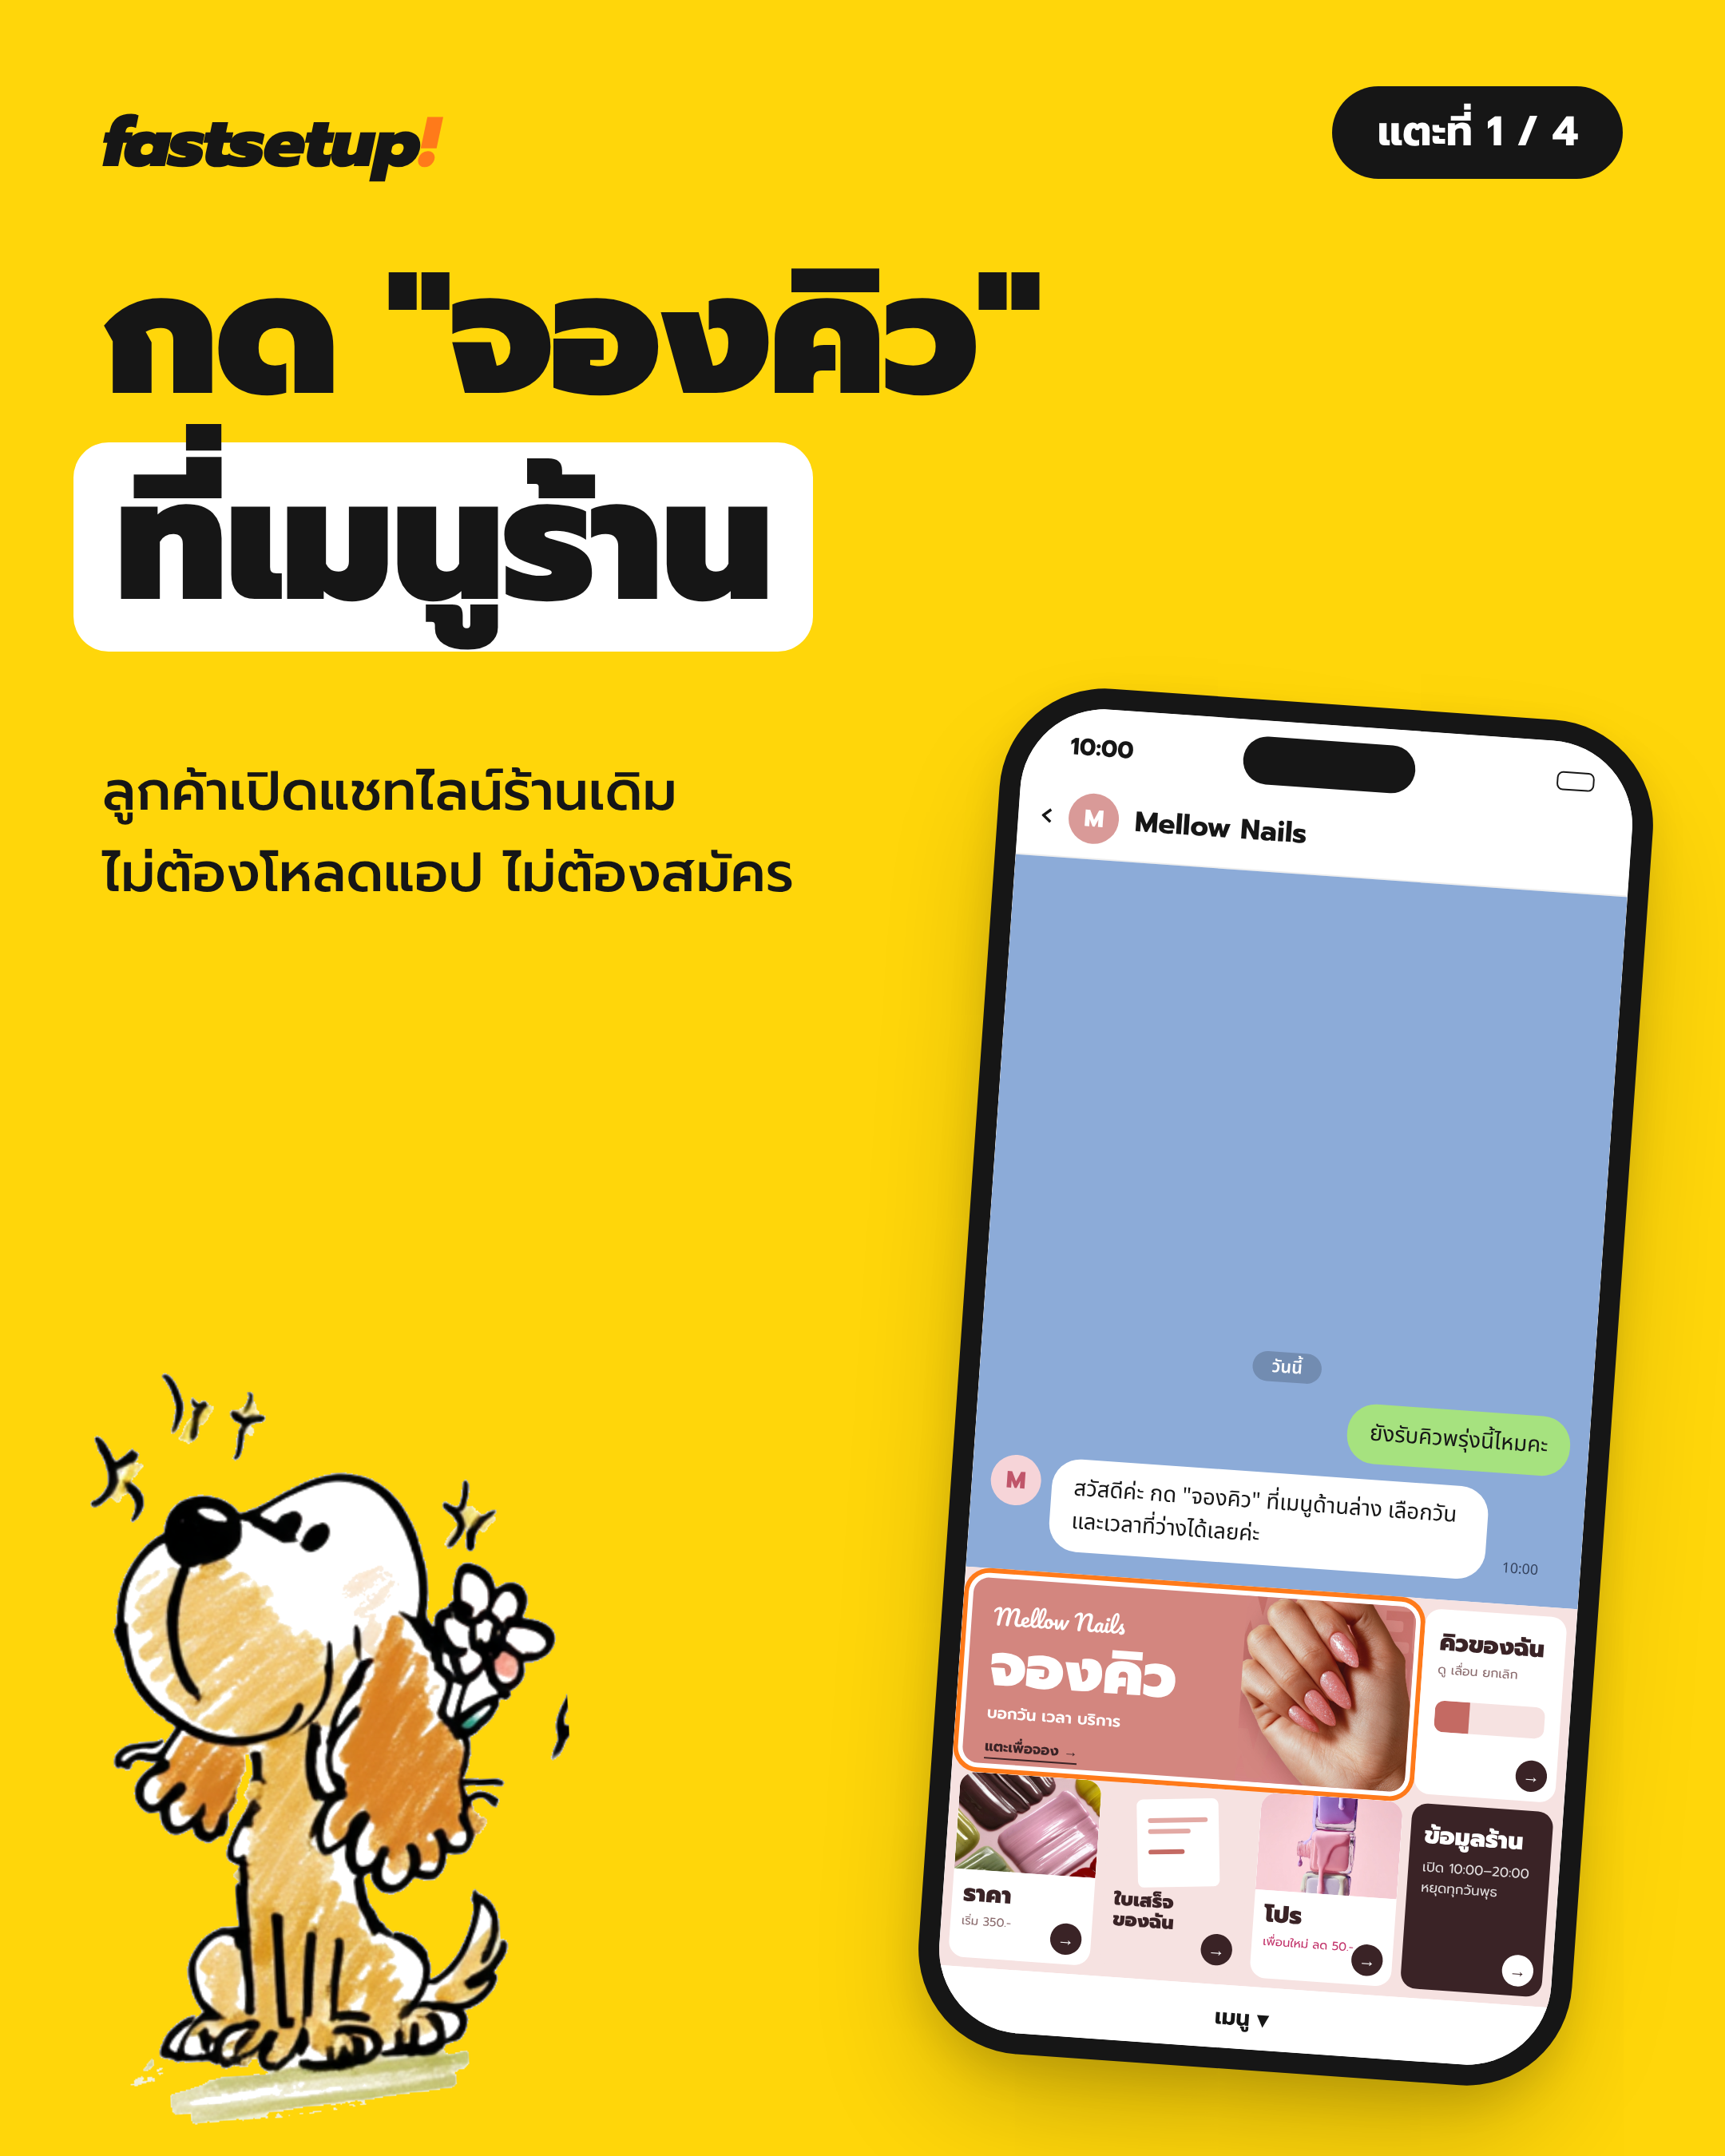 fastsetup!
แตะที่ 1 / 4
กด "จองคิว"
ที่เมนูร้าน
ลูกค้าเปิดแชทไลน์ร้านเดิม
ไม่ต้องโหลดแอป ไม่ต้องสมัคร
10:00
M
Mellow Nails
วันนี้
ยังรับคิวพรุ่งนี้ไหมคะ
M
สวัสดีค่ะ กด "จองคิว" ที่เมนูด้านล่าง เลือกวัน
และเวลาที่ว่างได้เลยค่ะ
10:00
Mellow Nails
จองคิว
บอกวัน เวลา บริการ
แตะเพื่อจอง →
คิวของฉัน
ดู เลื่อน ยกเลิก
→
ราคา
เริ่ม 350.-
→
ใบเสร็จ
ของฉัน
→
โปร
เพื่อนใหม่ ลด 50.-
→
ข้อมูลร้าน
เปิด 10:00–20:00
หยุดทุกวันพุธ
→
เมนู ▾